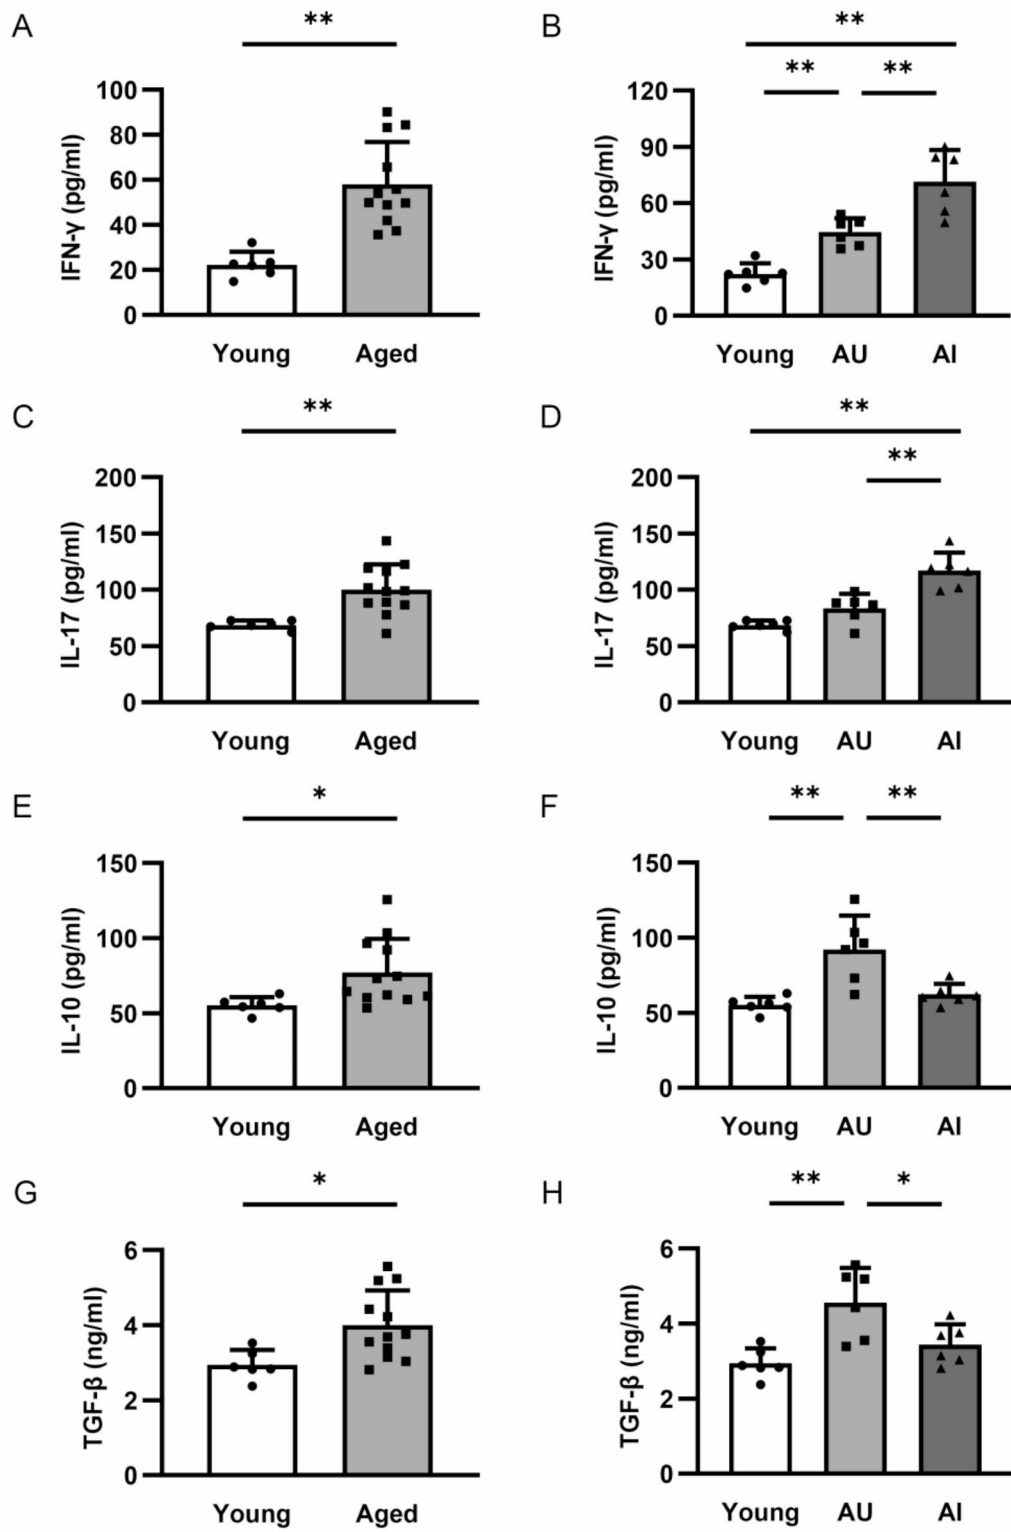 A
**
IFN-γ (pg/ml)
100
80
60
40
20
0
Young Aged
B
**
** **
IFN-γ (pg/ml)
120
90
60
30
0
Young AU AI
C
**
IL-17 (pg/ml)
200
150
100
50
0
Young Aged
D
**
**
IL-17 (pg/ml)
200
150
100
50
0
Young AU AI
E
*
IL-10 (pg/ml)
150
100
50
0
Young Aged
F
** **
IL-10 (pg/ml)
150
100
50
0
Young AU AI
G
*
TGF-β (ng/ml)
6
4
2
0
Young Aged
H
** *
TGF-β (ng/ml)
6
4
2
0
Young AU AI